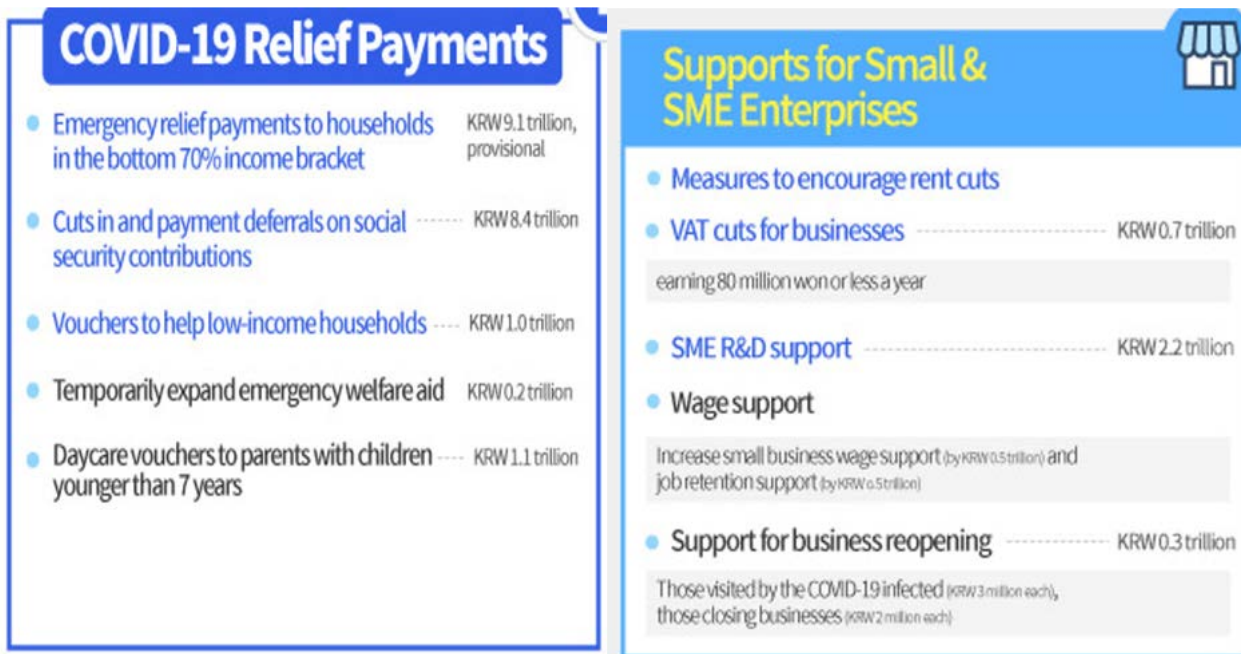 COVID-19 Relief Payments
Emergency relief payments to households KRW 9.1 trillion,
in the bottom 70% income bracket provisional
Cuts in and payment deferrals on social KRW 8.4 trillion
security contributions
Vouchers to help low-income households KRW 1.0 trillion
Temporarily expand emergency welfare aid KRW 0.2 trillion
Daycare vouchers to parents with children KRW 1.1 trillion
younger than 7 years
Supports for Small &
SME Enterprises
Measures to encourage rent cuts
VAT cuts for businesses KRW 0.7 trillion
earning 80 million won or less a year
SME R&D support KRW 2.2 trillion
Wage support
Increase small business wage support (by KRW 0.5 trillion) and
job retention support (by KRW 0.5 trillion)
Support for business reopening KRW 0.3 trillion
Those visited by the COVID-19 infected (KRW 3 million each),
those closing businesses (KRW 2 million each)